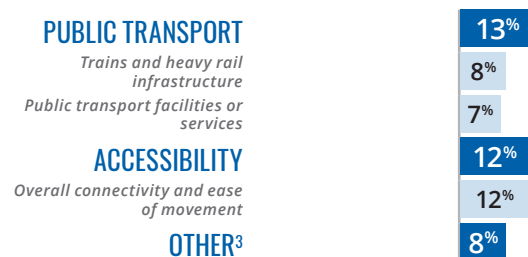 PUBLIC TRANSPORT 13%
Trains and heavy rail
infrastructure 8%
Public transport facilities or
services 7%
ACCESSIBILITY 12%
Overall connectivity and ease
of movement 12%
OTHER³ 8%